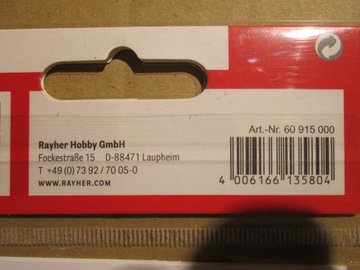 Art.-Nr. 60 915 000
Rayher Hobby GmbH
Fockestraße 15 D-88471 Laupheim
T +49 (0) 73 92 / 70 05-0
WWW.RAYHER.COM
4 006166 135804